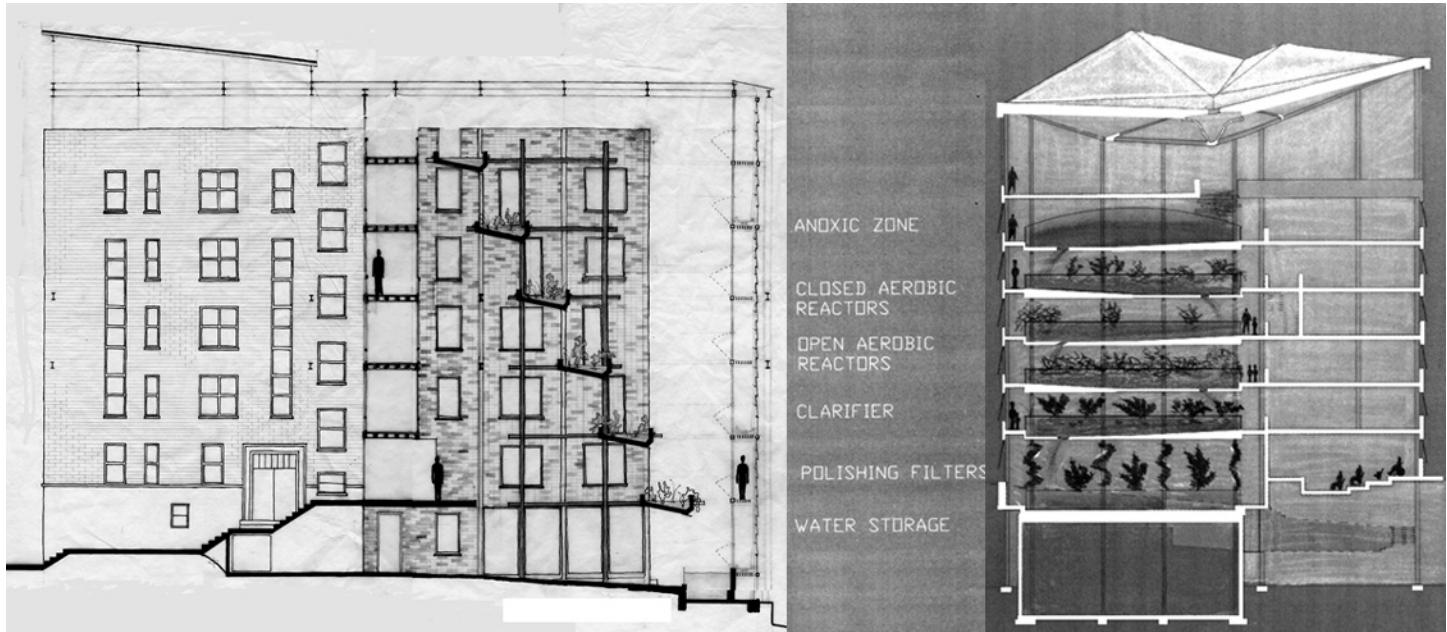 ANOXIC ZONE
CLOSED AEROBIC
REACTORS
OPEN AEROBIC
REACTORS
CLARIFIER
POLISHING FILTERS
WATER STORAGE